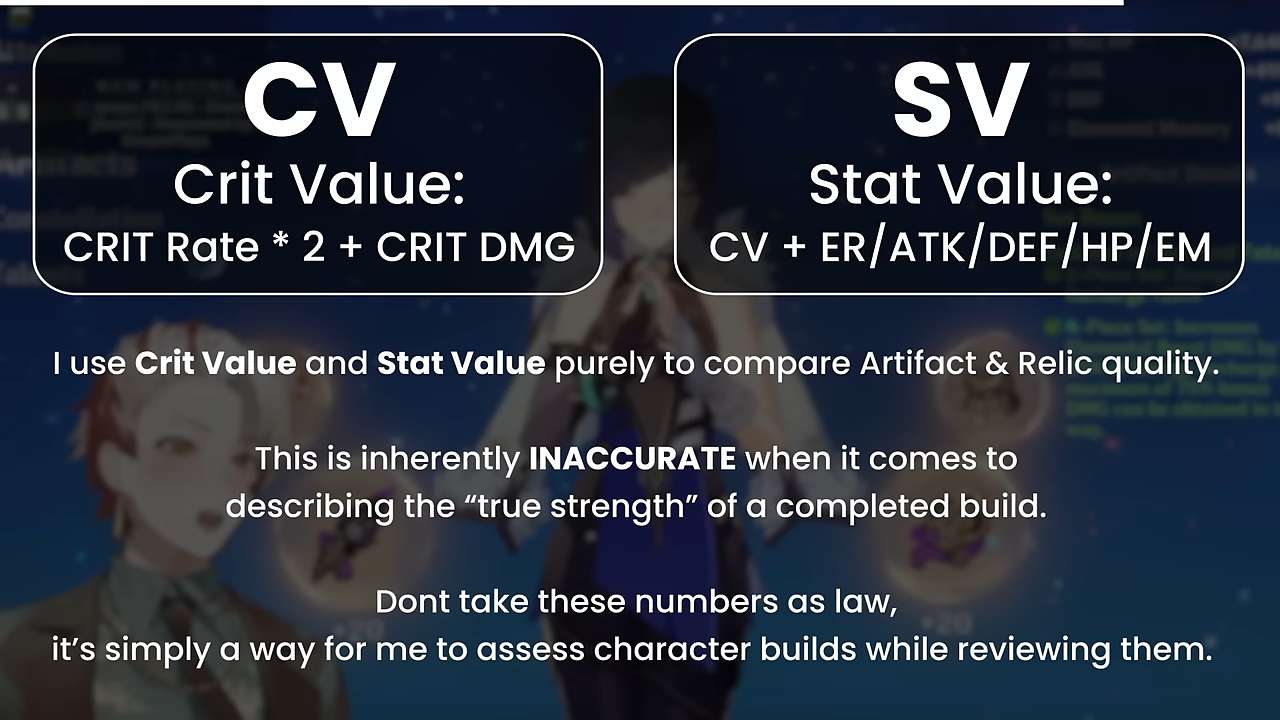 CV
Crit Value:
CRIT Rate * 2 + CRIT DMG
SV
Stat Value:
CV + ER/ATK/DEF/HP/EM
I use Crit Value and Stat Value purely to compare Artifact & Relic quality.
This is inherently INACCURATE when it comes to
describing the “true strength” of a completed build.
Dont take these numbers as law,
it’s simply a way for me to assess character builds while reviewing them.
+20
+20